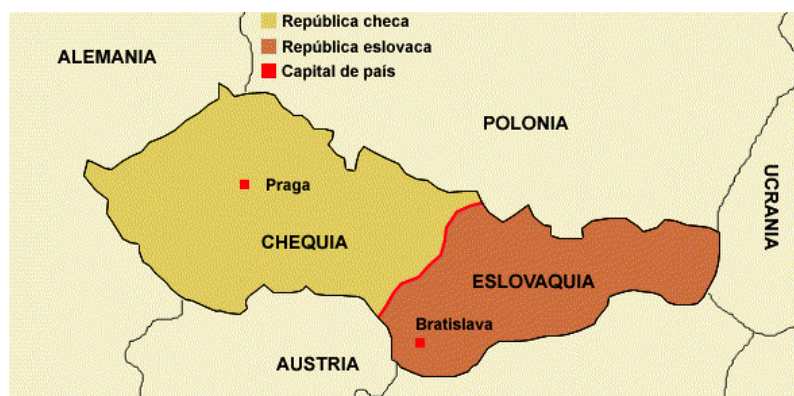 República checa
República eslovaca
Capital de país
ALEMANIA
POLONIA
UCRANIA
Praga
CHEQUIA
ESLOVAQUIA
Bratislava
AUSTRIA